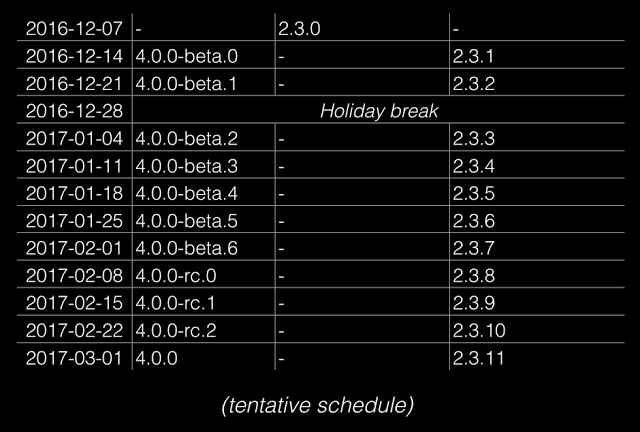 2016-12-07 - 2.3.0 -
2016-12-14 4.0.0-beta.0 - 2.3.1
2016-12-21 4.0.0-beta.1 - 2.3.2
2016-12-28 Holiday break
2017-01-04 4.0.0-beta.2 - 2.3.3
2017-01-11 4.0.0-beta.3 - 2.3.4
2017-01-18 4.0.0-beta.4 - 2.3.5
2017-01-25 4.0.0-beta.5 - 2.3.6
2017-02-01 4.0.0-beta.6 - 2.3.7
2017-02-08 4.0.0-rc.0 - 2.3.8
2017-02-15 4.0.0-rc.1 - 2.3.9
2017-02-22 4.0.0-rc.2 - 2.3.10
2017-03-01 4.0.0 - 2.3.11
(tentative schedule)